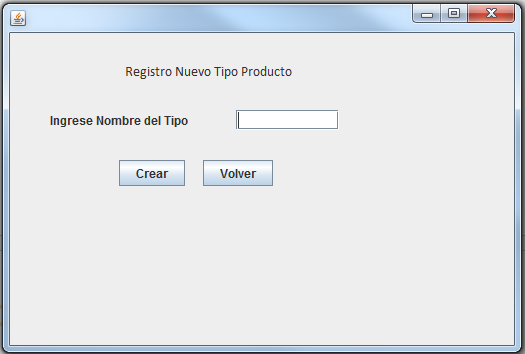 Registro Nuevo Tipo Producto
Ingrese Nombre del Tipo
Crear Volver